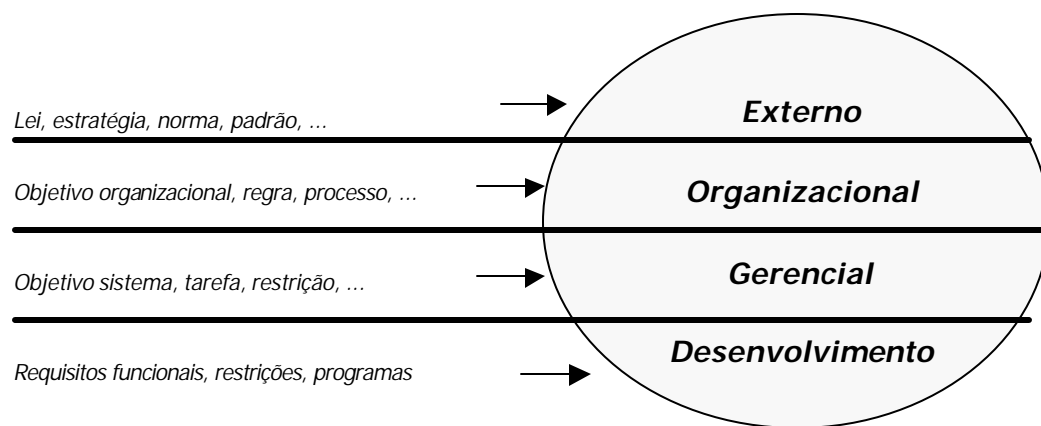 Externo
Lei, estratégia, norma, padrão, ...
Organizacional
Objetivo organizacional, regra, processo, ...
Gerencial
Objetivo sistema, tarefa, restrição, ...
Desenvolvimento
Requisitos funcionais, restrições, programas